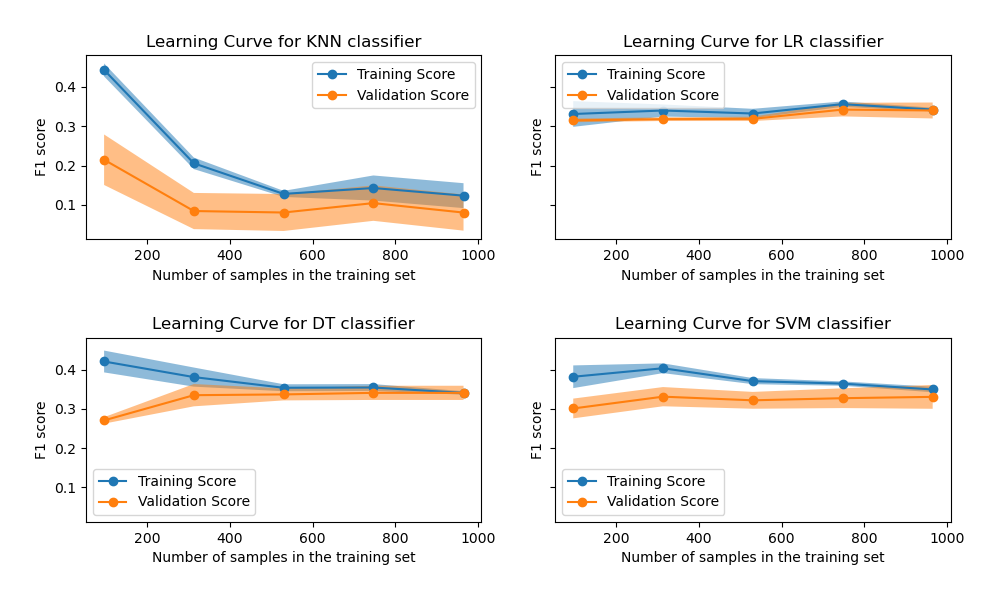 Learning Curve for KNN classifier
F1 score
0.4
0.3
0.2
0.1
Training Score
Validation Score
200 400 600 800 1000
Number of samples in the training set
Learning Curve for LR classifier
F1 score
Training Score
Validation Score
200 400 600 800 1000
Number of samples in the training set
Learning Curve for DT classifier
F1 score
0.4
0.3
0.2
0.1
Training Score
Validation Score
200 400 600 800 1000
Number of samples in the training set
Learning Curve for SVM classifier
F1 score
Training Score
Validation Score
200 400 600 800 1000
Number of samples in the training set